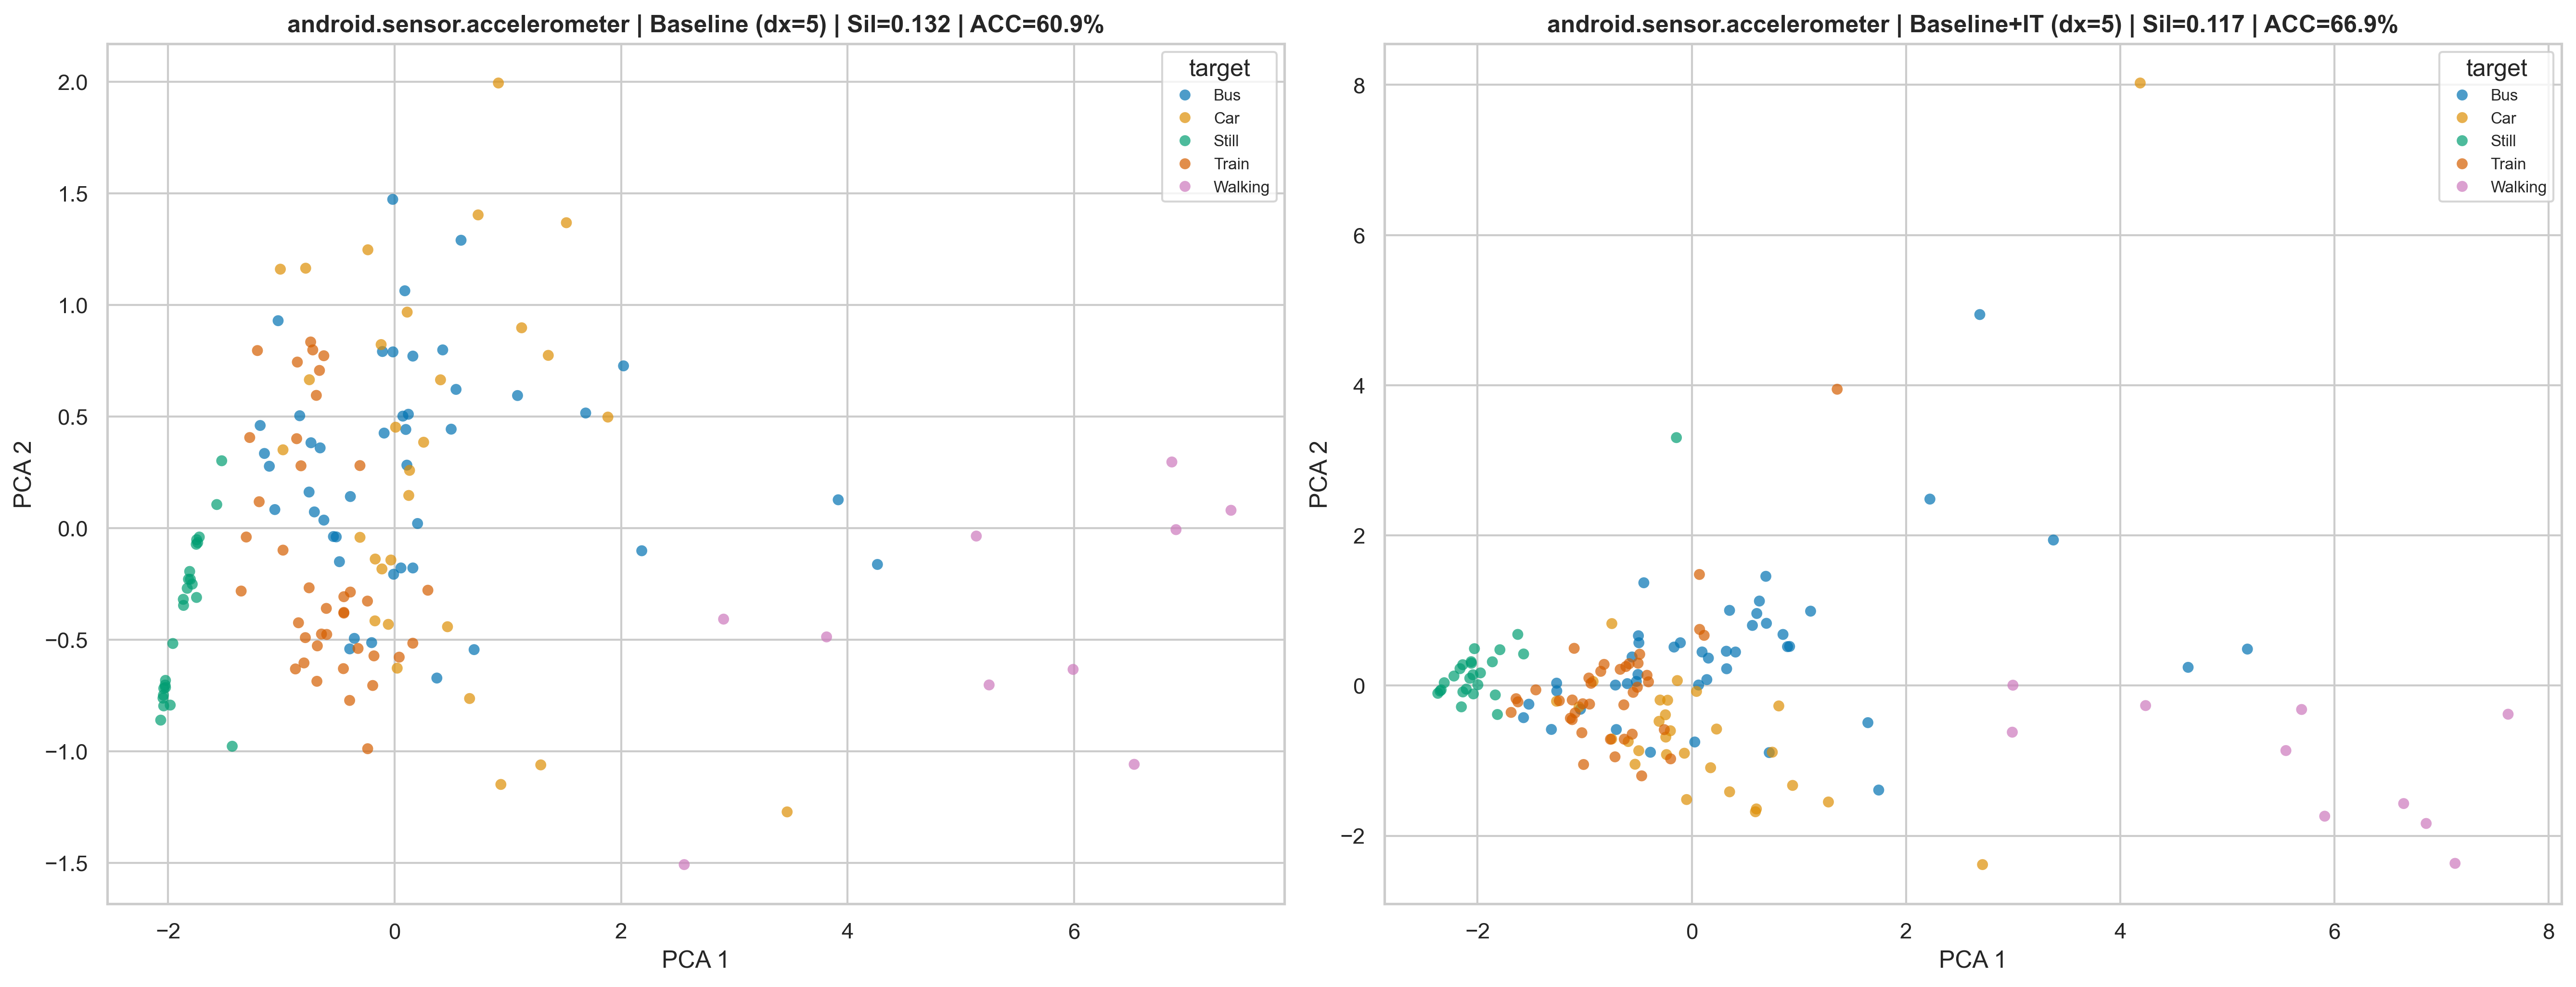 android.sensor.accelerometer | Baseline (dx=5) | Sil=0.132 | ACC=60.9%
target
Bus
Car
Still
Train
Walking
2.0
1.5
1.0
0.5
0.0
−0.5
−1.0
−1.5
PCA 2
−2
0
2
4
6
PCA 1
android.sensor.accelerometer | Baseline+IT (dx=5) | Sil=0.117 | ACC=66.9%
target
Bus
Car
Still
Train
Walking
8
6
4
2
0
−2
PCA 2
−2
0
2
4
6
8
PCA 1